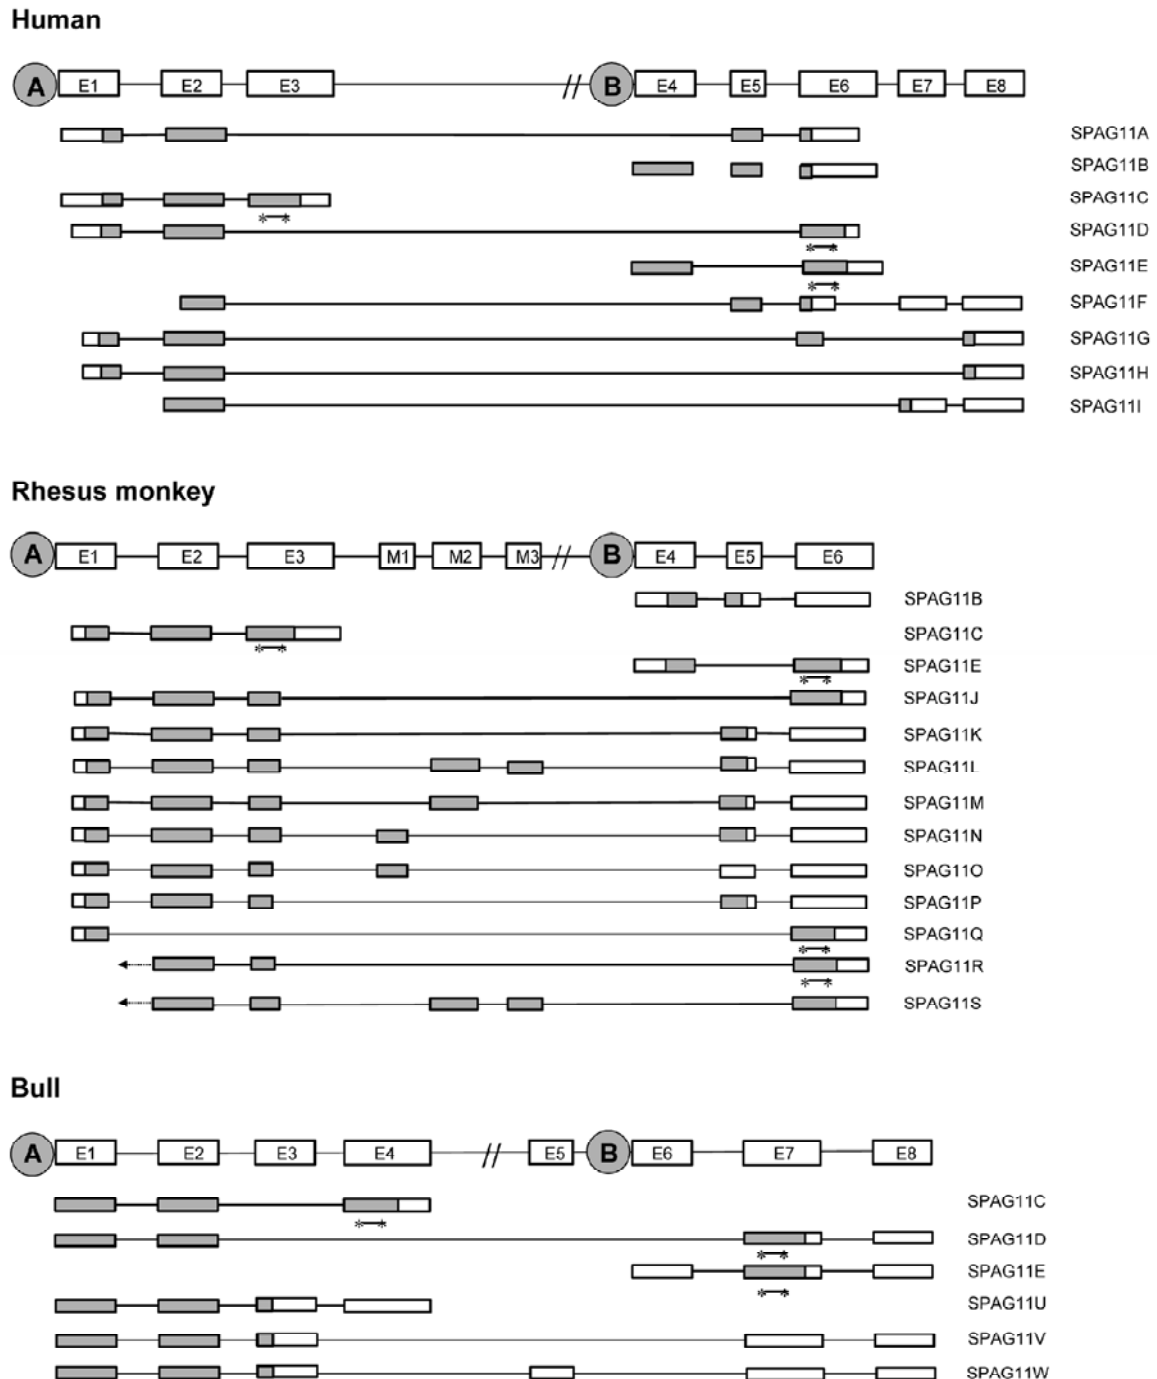 Human
A E1 E2 E3 // B E4 E5 E6 E7 E8
SPAG11A
SPAG11B
SPAG11C
* *
SPAG11D
* *
SPAG11E
* *
SPAG11F
SPAG11G
SPAG11H
SPAG11I
Rhesus monkey
A E1 E2 E3 M1 M2 M3 // B E4 E5 E6
SPAG11B
SPAG11C
* *
SPAG11E
* *
SPAG11J
SPAG11K
SPAG11L
SPAG11M
SPAG11N
SPAG11O
SPAG11P
SPAG11Q
* *
SPAG11R
* *
SPAG11S
Bull
A E1 E2 E3 E4 // E5 B E6 E7 E8
SPAG11C
* *
SPAG11D
* *
SPAG11E
* *
SPAG11U
SPAG11V
SPAG11W